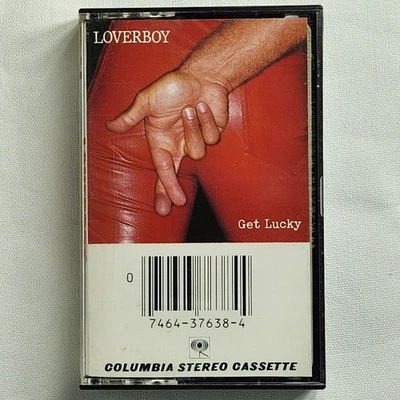 LOVERBOY
Get Lucky
0
7464-37638-4
COLUMBIA STEREO CASSETTE